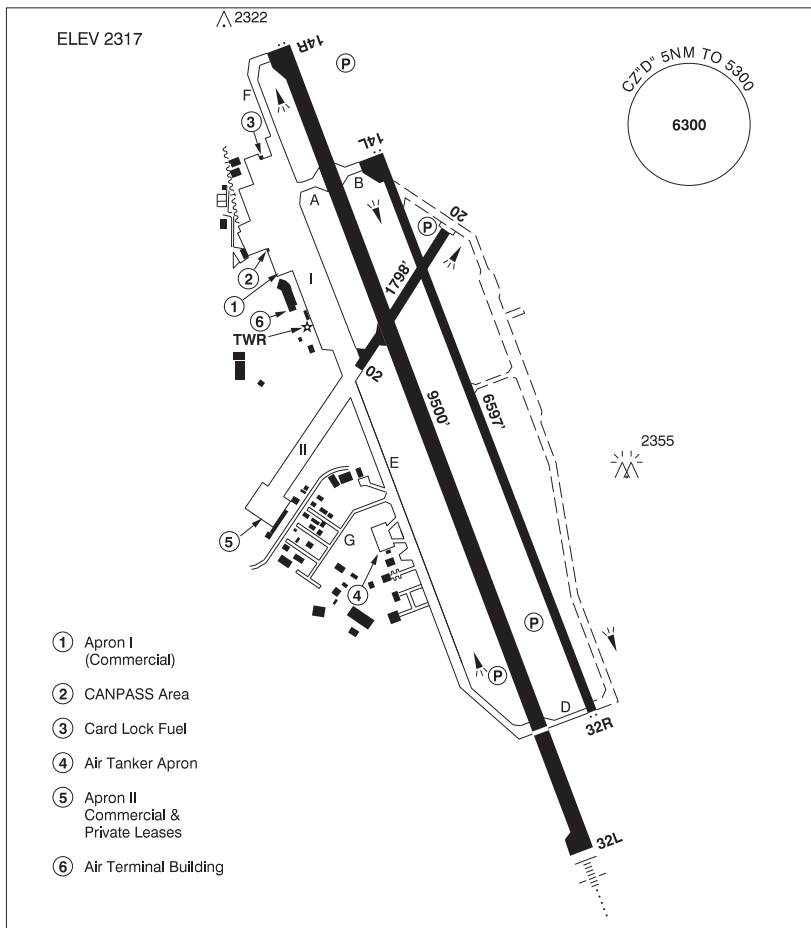 2322
ELEV 2317
14R
P
CZ"D" 5NM TO 5300
6300
F
3
14L
A
B
P
20
2
1798'
1
I
6
TWR
02
9500'
6597'
2355
E
II
5
G
4
P
P
D
32R
32L
1 Apron I
(Commercial)
2 CANPASS Area
3 Card Lock Fuel
4 Air Tanker Apron
5 Apron II
Commercial &
Private Leases
6 Air Terminal Building